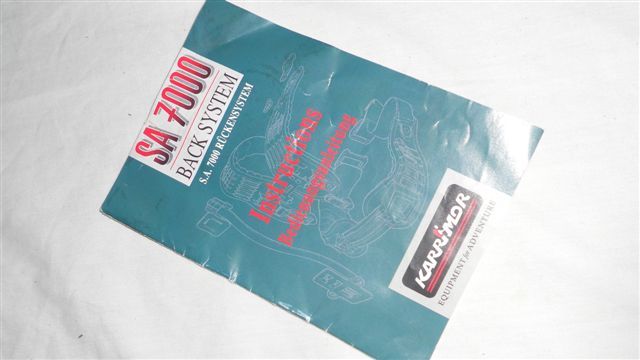 SA 7000
BACK SYSTEM
S.A. 7000 RÜCKENSYSTEM
Instructions
Bedienungsanleitung
KARRIMOR
EQUIPMENT for ADVENTURE